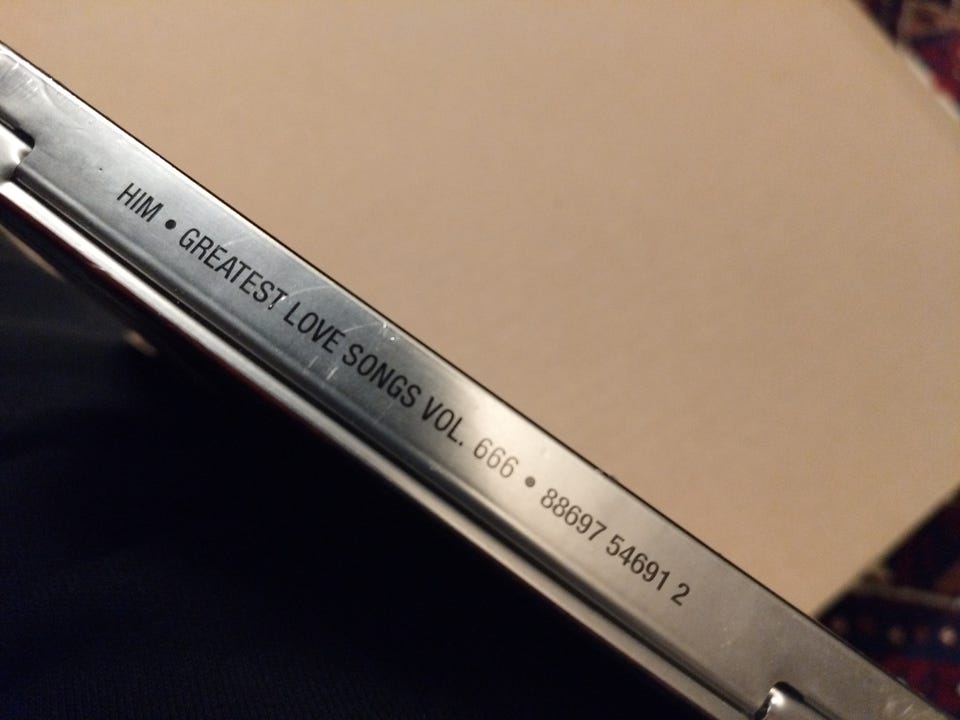 HIM • GREATEST LOVE SONGS VOL. 666 • 88697 54691 2